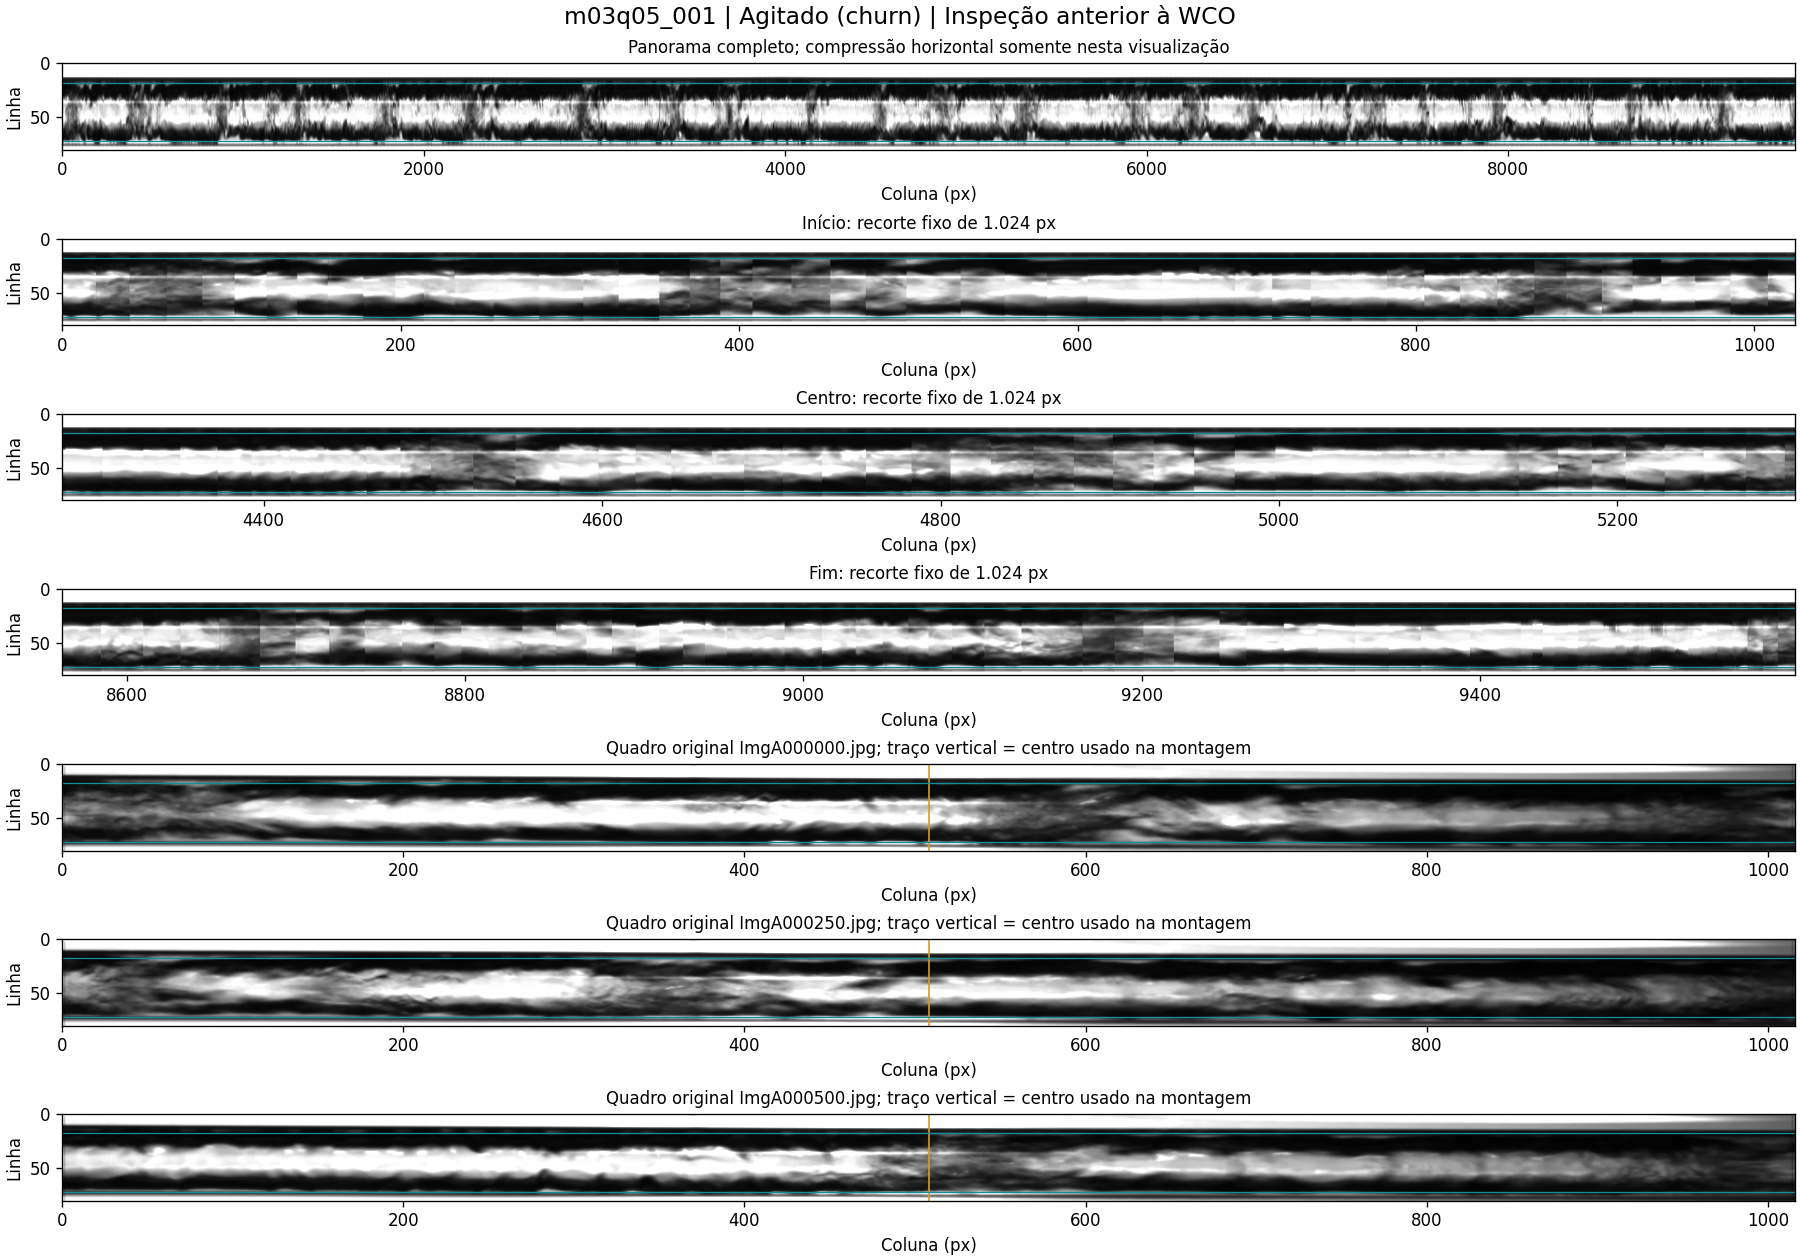 m03q05_001 | Agitado (churn) | Inspeção anterior à WCO
Panorama completo; compressão horizontal somente nesta visualização
Linha
0
50
0 2000 4000 6000 8000
Coluna (px)
Início: recorte fixo de 1.024 px
Linha
0
50
0 200 400 600 800 1000
Coluna (px)
Centro: recorte fixo de 1.024 px
Linha
0
50
4400 4600 4800 5000 5200
Coluna (px)
Fim: recorte fixo de 1.024 px
Linha
0
50
8600 8800 9000 9200 9400
Coluna (px)
Quadro original ImgA000000.jpg; traço vertical = centro usado na montagem
Linha
0
50
0 200 400 600 800 1000
Coluna (px)
Quadro original ImgA000250.jpg; traço vertical = centro usado na montagem
Linha
0
50
0 200 400 600 800 1000
Coluna (px)
Quadro original ImgA000500.jpg; traço vertical = centro usado na montagem
Linha
0
50
0 200 400 600 800 1000
Coluna (px)